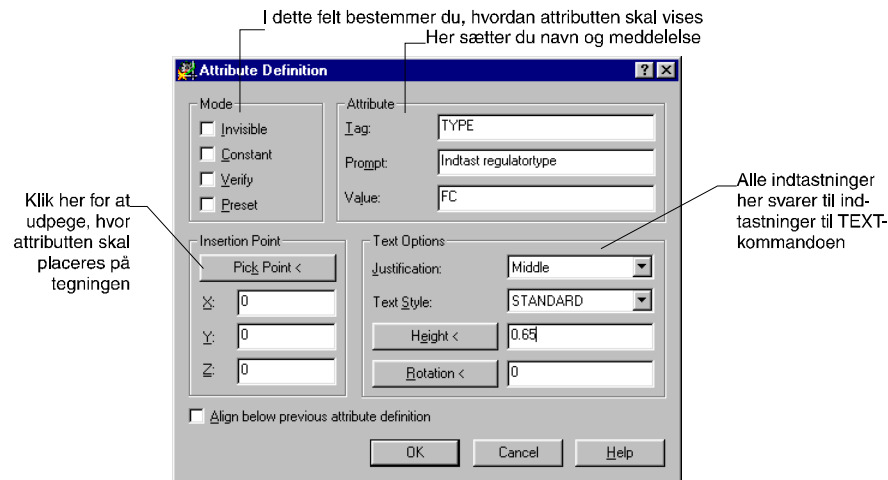 I dette felt bestemmer du, hvordan attributten skal vises
Her sætter du navn og meddelelse
Attribute Definition
Mode
Invisible
Constant
Verify
Preset
Attribute
Tag: TYPE
Prompt: Indtast regulatortype
Value: FC
Klik her for at
udpege, hvor
attributten skal
placeres på
tegningen
Alle indtastninger
her svarer til ind-
tastninger til TEXT-
kommandoen
Insertion Point
Pick Point <
X: 0
Y: 0
Z: 0
Text Options
Justification: Middle
Text Style: STANDARD
Height < 0.65
Rotation < 0
Align below previous attribute definition
OK Cancel Help